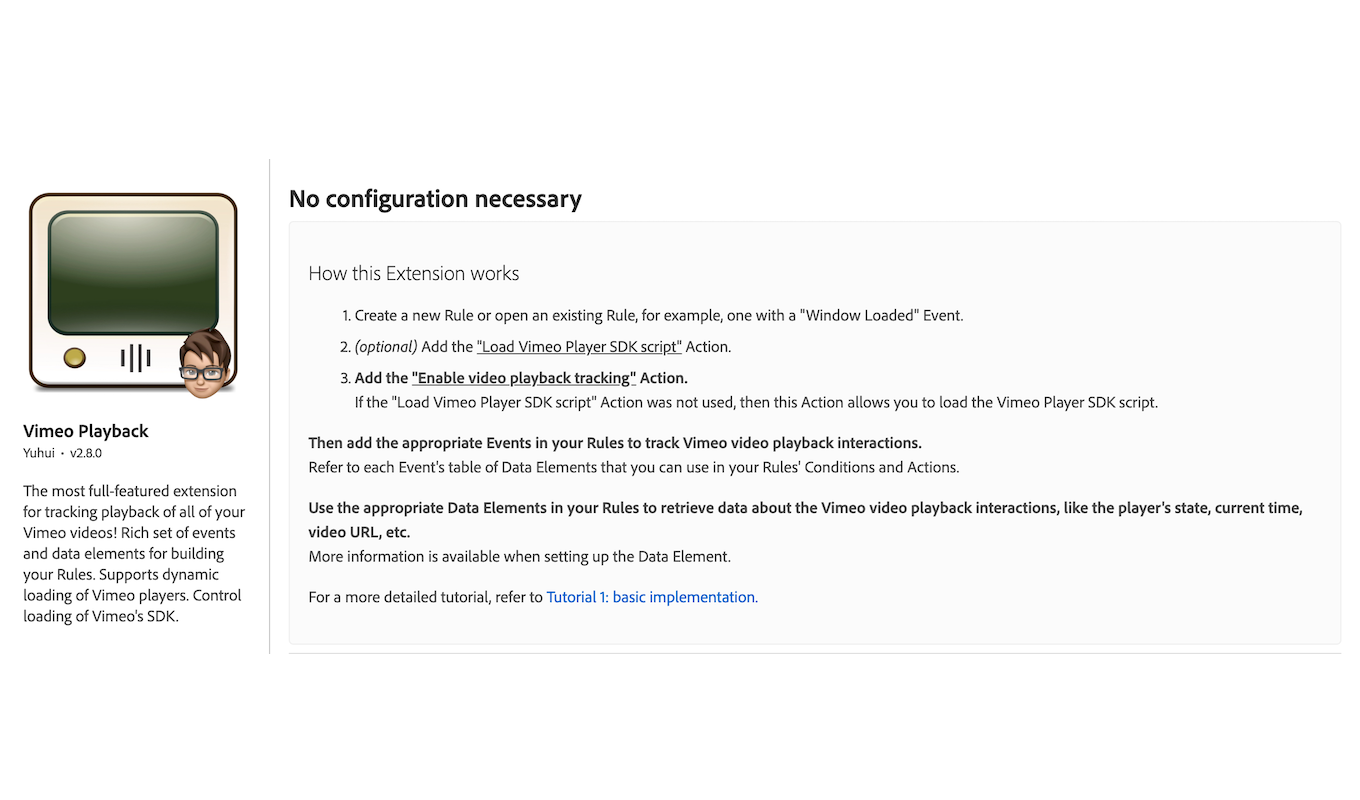 Vimeo Playback
Yuhui • v2.8.0
The most full-featured extension
for tracking playback of all of your
Vimeo videos! Rich set of events
and data elements for building
your Rules. Supports dynamic
loading of Vimeo players. Control
loading of Vimeo's SDK.
No configuration necessary
How this Extension works
1. Create a new Rule or open an existing Rule, for example, one with a "Window Loaded" Event.
2. (optional) Add the "Load Vimeo Player SDK script" Action.
3. Add the "Enable video playback tracking" Action.
If the "Load Vimeo Player SDK script" Action was not used, then this Action allows you to load the Vimeo Player SDK script.
Then add the appropriate Events in your Rules to track Vimeo video playback interactions.
Refer to each Event's table of Data Elements that you can use in your Rules' Conditions and Actions.
Use the appropriate Data Elements in your Rules to retrieve data about the Vimeo video playback interactions, like the player's state, current time,
video URL, etc.
More information is available when setting up the Data Element.
For a more detailed tutorial, refer to Tutorial 1: basic implementation.